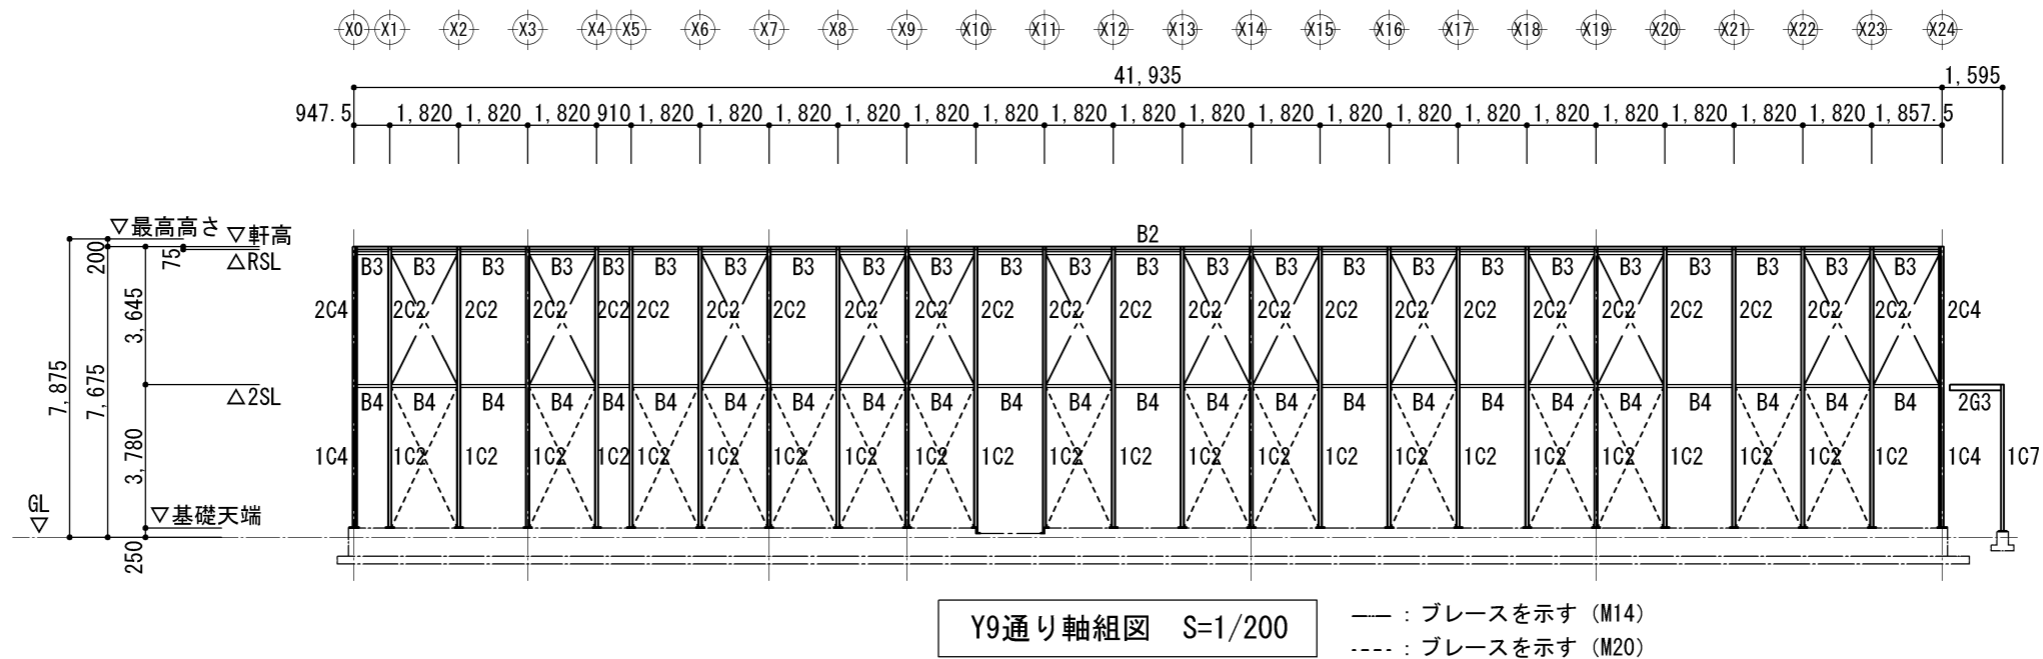 X0 X1 X2 X3 X4 X5 X6 X7 X8 X9 X10 X11 X12 X13 X14 X15 X16 X17 X18 X19 X20 X21 X22 X23 X24
41,935 1,595
947.5 1,820 1,820 1,820 910 1,820 1,820 1,820 1,820 1,820 1,820 1,820 1,820 1,820 1,820 1,820 1,820 1,820 1,820 1,820 1,820 1,820 1,820 1,857.5
▽最高高さ
▽軒高
B2
200
75
△RSL
B3 B3 B3 B3 B3 B3 B3 B3 B3 B3 B3 B3 B3 B3 B3 B3 B3 B3 B3 B3 B3 B3 B3 B3
3,645
2C4 2C2 2C2 2C2 2C2 2C2 2C2 2C2 2C2 2C2 2C2 2C2 2C2 2C2 2C2 2C2 2C2 2C2 2C2 2C2 2C2 2C2 2C2 2C2 2C4
7,875
7,675
△2SL
B4 B4 B4 B4 B4 B4 B4 B4 B4 B4 B4 B4 B4 B4 B4 B4 B4 B4 B4 B4 B4 B4 B4 B4 2G3
3,780
1C4 1C2 1C2 1C2 1C2 1C2 1C2 1C2 1C2 1C2 1C2 1C2 1C2 1C2 1C2 1C2 1C2 1C2 1C2 1C2 1C2 1C2 1C2 1C2 1C4 1C7
GL
▽
▽基礎天端
250
Y9通り軸組図 S=1/200
：ブレースを示す（M14）
：ブレースを示す（M20）